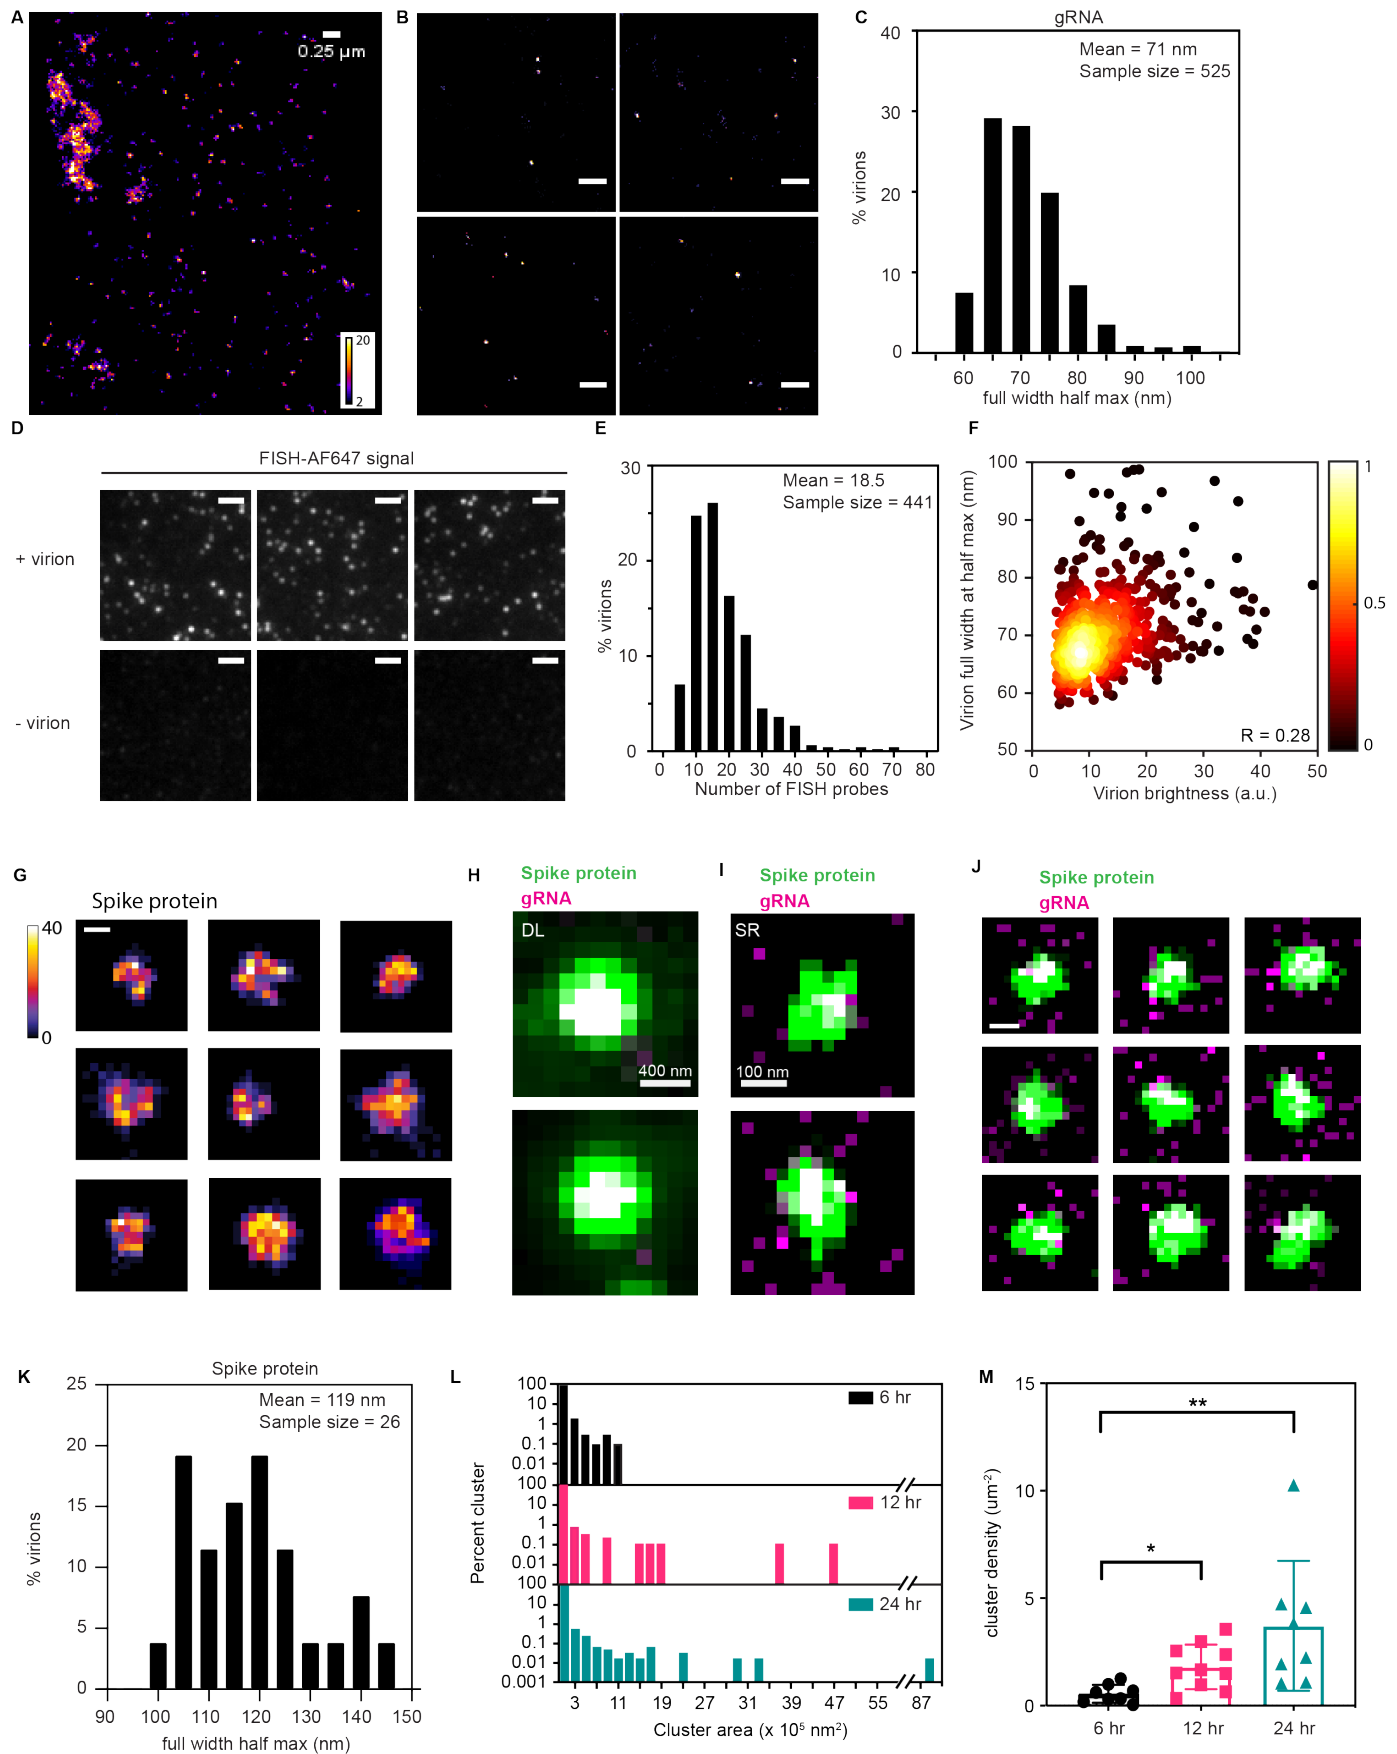 A
0.25 µm
20
2
B
C
gRNA
Mean = 71 nm
Sample size = 525
40
30
20
10
0
% virions
60 70 80 90 100
full width half max (nm)
D
FISH-AF647 signal
+ virion
- virion
E
Mean = 18.5
Sample size = 441
30
20
10
0
% virions
0 10 20 30 40 50 60 70 80
Number of FISH probes
F
100
90
80
70
60
50
Virion full width at half max (nm)
R = 0.28
0 10 20 30 40 50
Virion brightness (a.u.)
1
0.5
0
G
Spike protein
40
0
H
Spike protein
gRNA
DL
400 nm
I
Spike protein
gRNA
SR
100 nm
J
Spike protein
gRNA
K
Spike protein
Mean = 119 nm
Sample size = 26
25
20
15
10
5
0
% virions
90 100 110 120 130 140 150
full width half max (nm)
L
100
10
1
0.1
0.01
6 hr
100
10
1
0.1
0.01
12 hr
100
10
1
0.1
0.01
0.001
24 hr
Percent cluster
3 11 19 27 31 39 47 55 87
Cluster area (x 10⁵ nm²)
M
15
10
5
0
cluster density (um⁻²)
**
*
6 hr 12 hr 24 hr